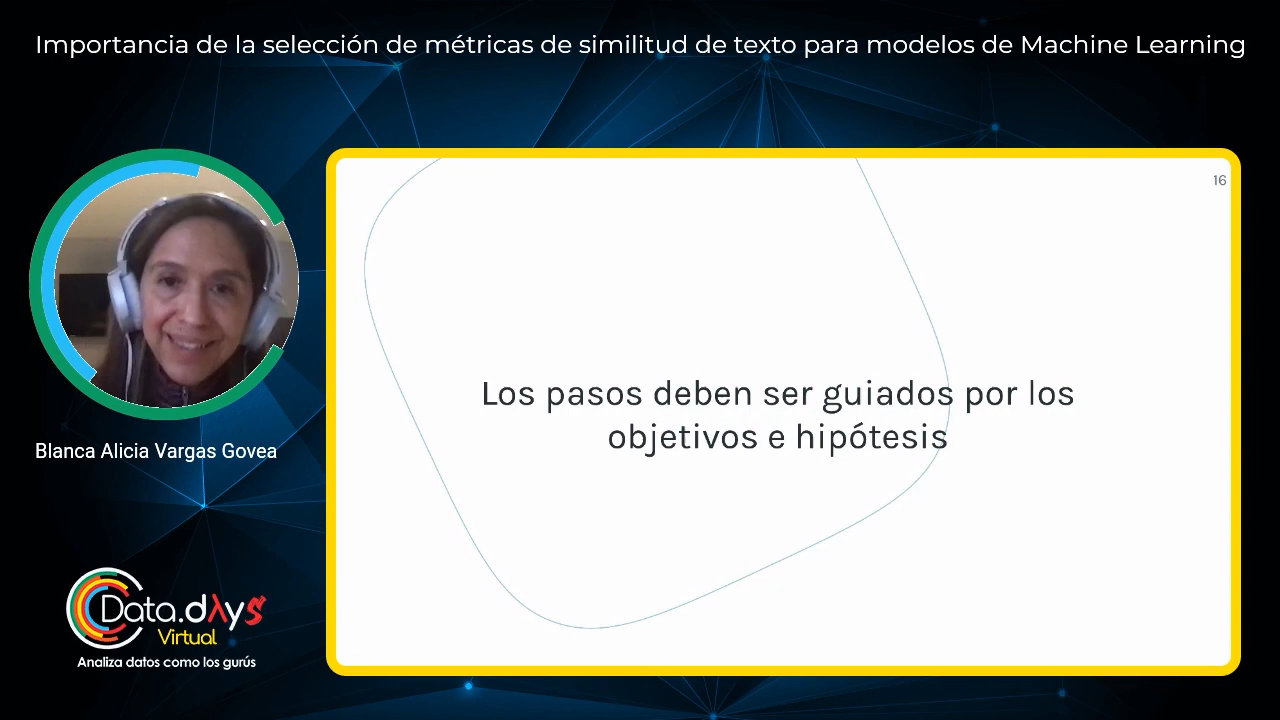 Importancia de la selección de métricas de similitud de texto para modelos de Machine Learning
16
Los pasos deben ser guiados por los
objetivos e hipótesis
Blanca Alicia Vargas Govea
Data.dλys
Virtual
Analiza datos como los gurús